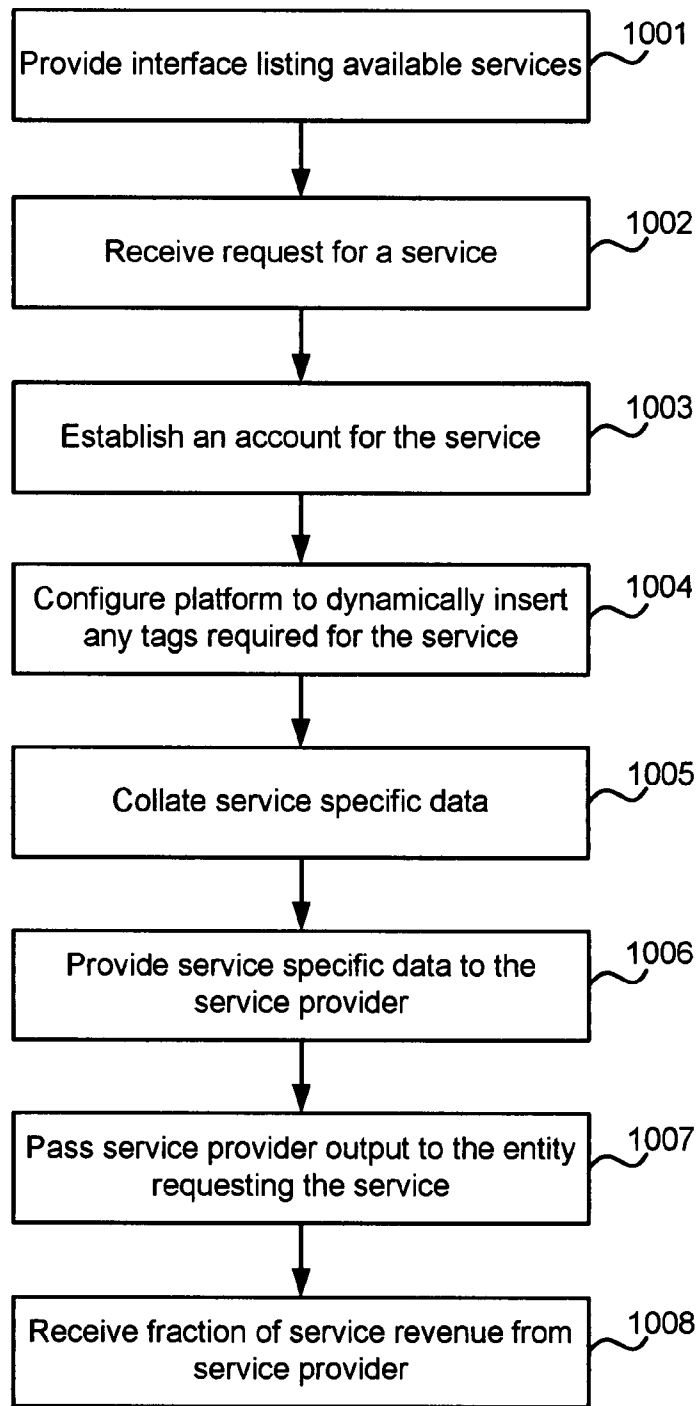 Provide interface listing available services
1001
Receive request for a service
1002
Establish an account for the service
1003
Configure platform to dynamically insert
any tags required for the service
1004
Collate service specific data
1005
Provide service specific data to the
service provider
1006
Pass service provider output to the entity
requesting the service
1007
Receive fraction of service revenue from
service provider
1008